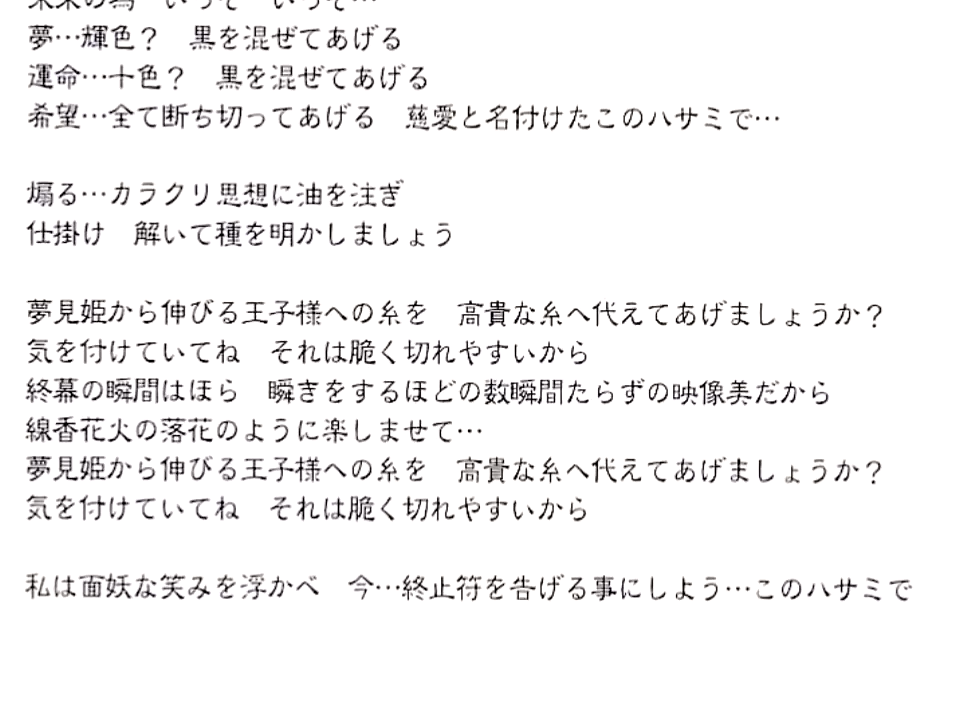 夢…輝色？　黒を混ぜてあげる
運命…十色？　黒を混ぜてあげる
希望…全て断ち切ってあげる　慈愛と名付けたこのハサミで…
煽る…カラクリ思想に油を注ぎ
仕掛け　解いて種を明かしましょう
夢見姫から伸びる王子様への糸を　高貴な糸へ代えてあげましょうか？
気を付けていてね　それは脆く切れやすいから
終幕の瞬間はほら　瞬きをするほどの数瞬間たらずの映像美だから
線香花火の落花のように楽しませて…
夢見姫から伸びる王子様への糸を　高貴な糸へ代えてあげましょうか？
気を付けていてね　それは脆く切れやすいから
私は面妖な笑みを浮かべ　今…終止符を告げる事にしよう…このハサミで